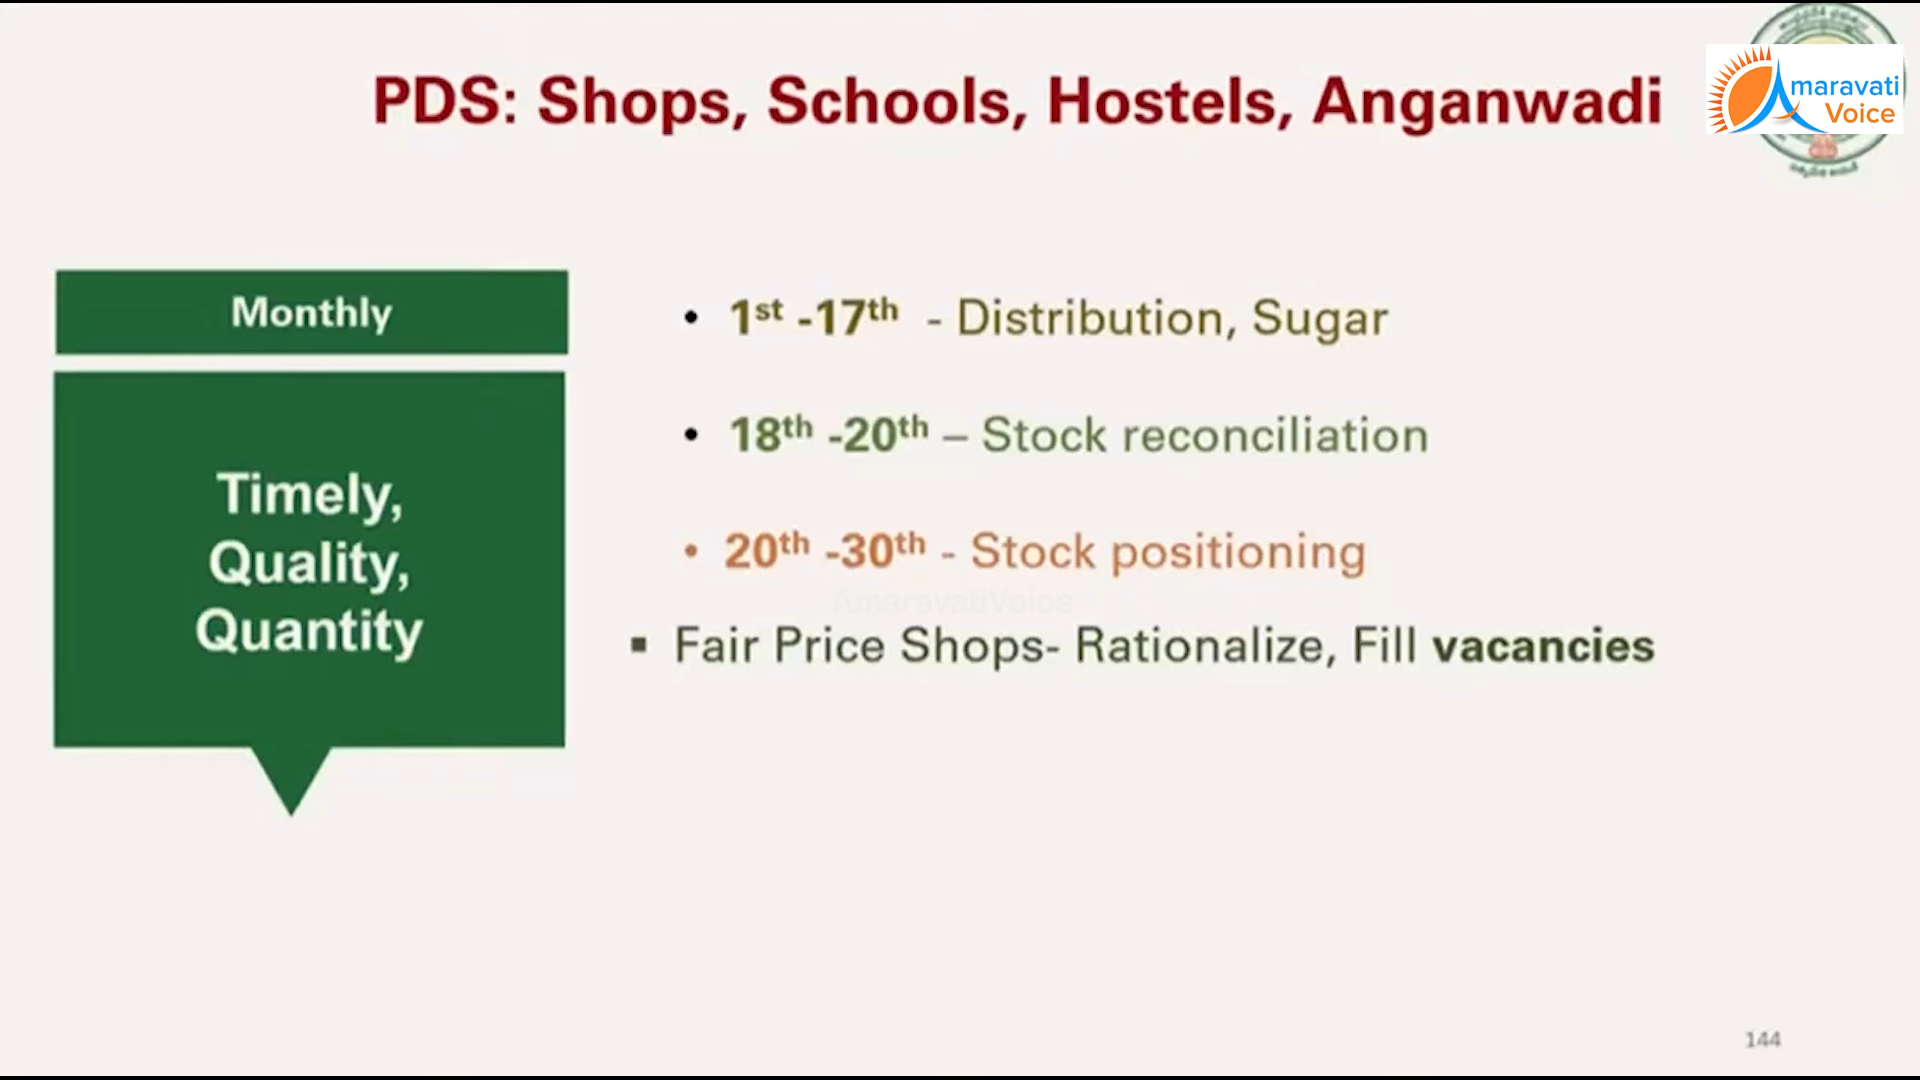 PDS: Shops, Schools, Hostels, Anganwadi
maravati
Voice
Monthly
Timely,
Quality,
Quantity
• 1st -17th - Distribution, Sugar
• 18th -20th – Stock reconciliation
• 20th -30th - Stock positioning
AmaravatiVoice
▪ Fair Price Shops- Rationalize, Fill vacancies
144